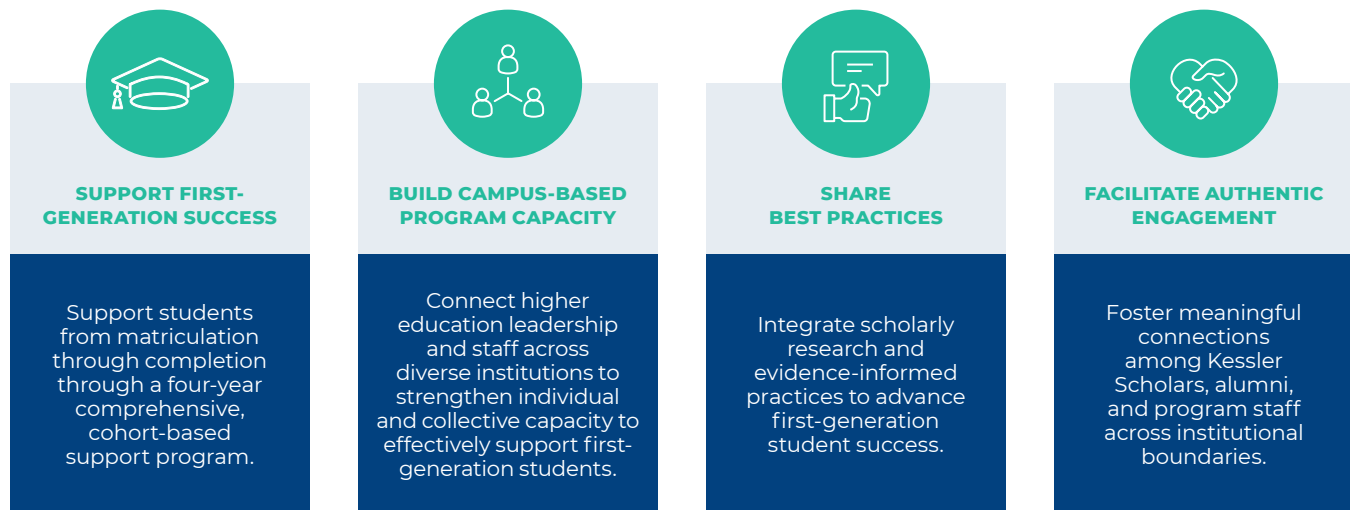 SUPPORT FIRST-
GENERATION SUCCESS
Support students
from matriculation
through completion
through a four-year
comprehensive,
cohort-based
support program.
BUILD CAMPUS-BASED
PROGRAM CAPACITY
Connect higher
education leadership
and staff across
diverse institutions to
strengthen individual
and collective capacity to
effectively support first-
generation students.
SHARE
BEST PRACTICES
Integrate scholarly
research and
evidence-informed
practices to advance
first-generation
student success.
FACILITATE AUTHENTIC
ENGAGEMENT
Foster meaningful
connections
among Kessler
Scholars, alumni,
and program staff
across institutional
boundaries.